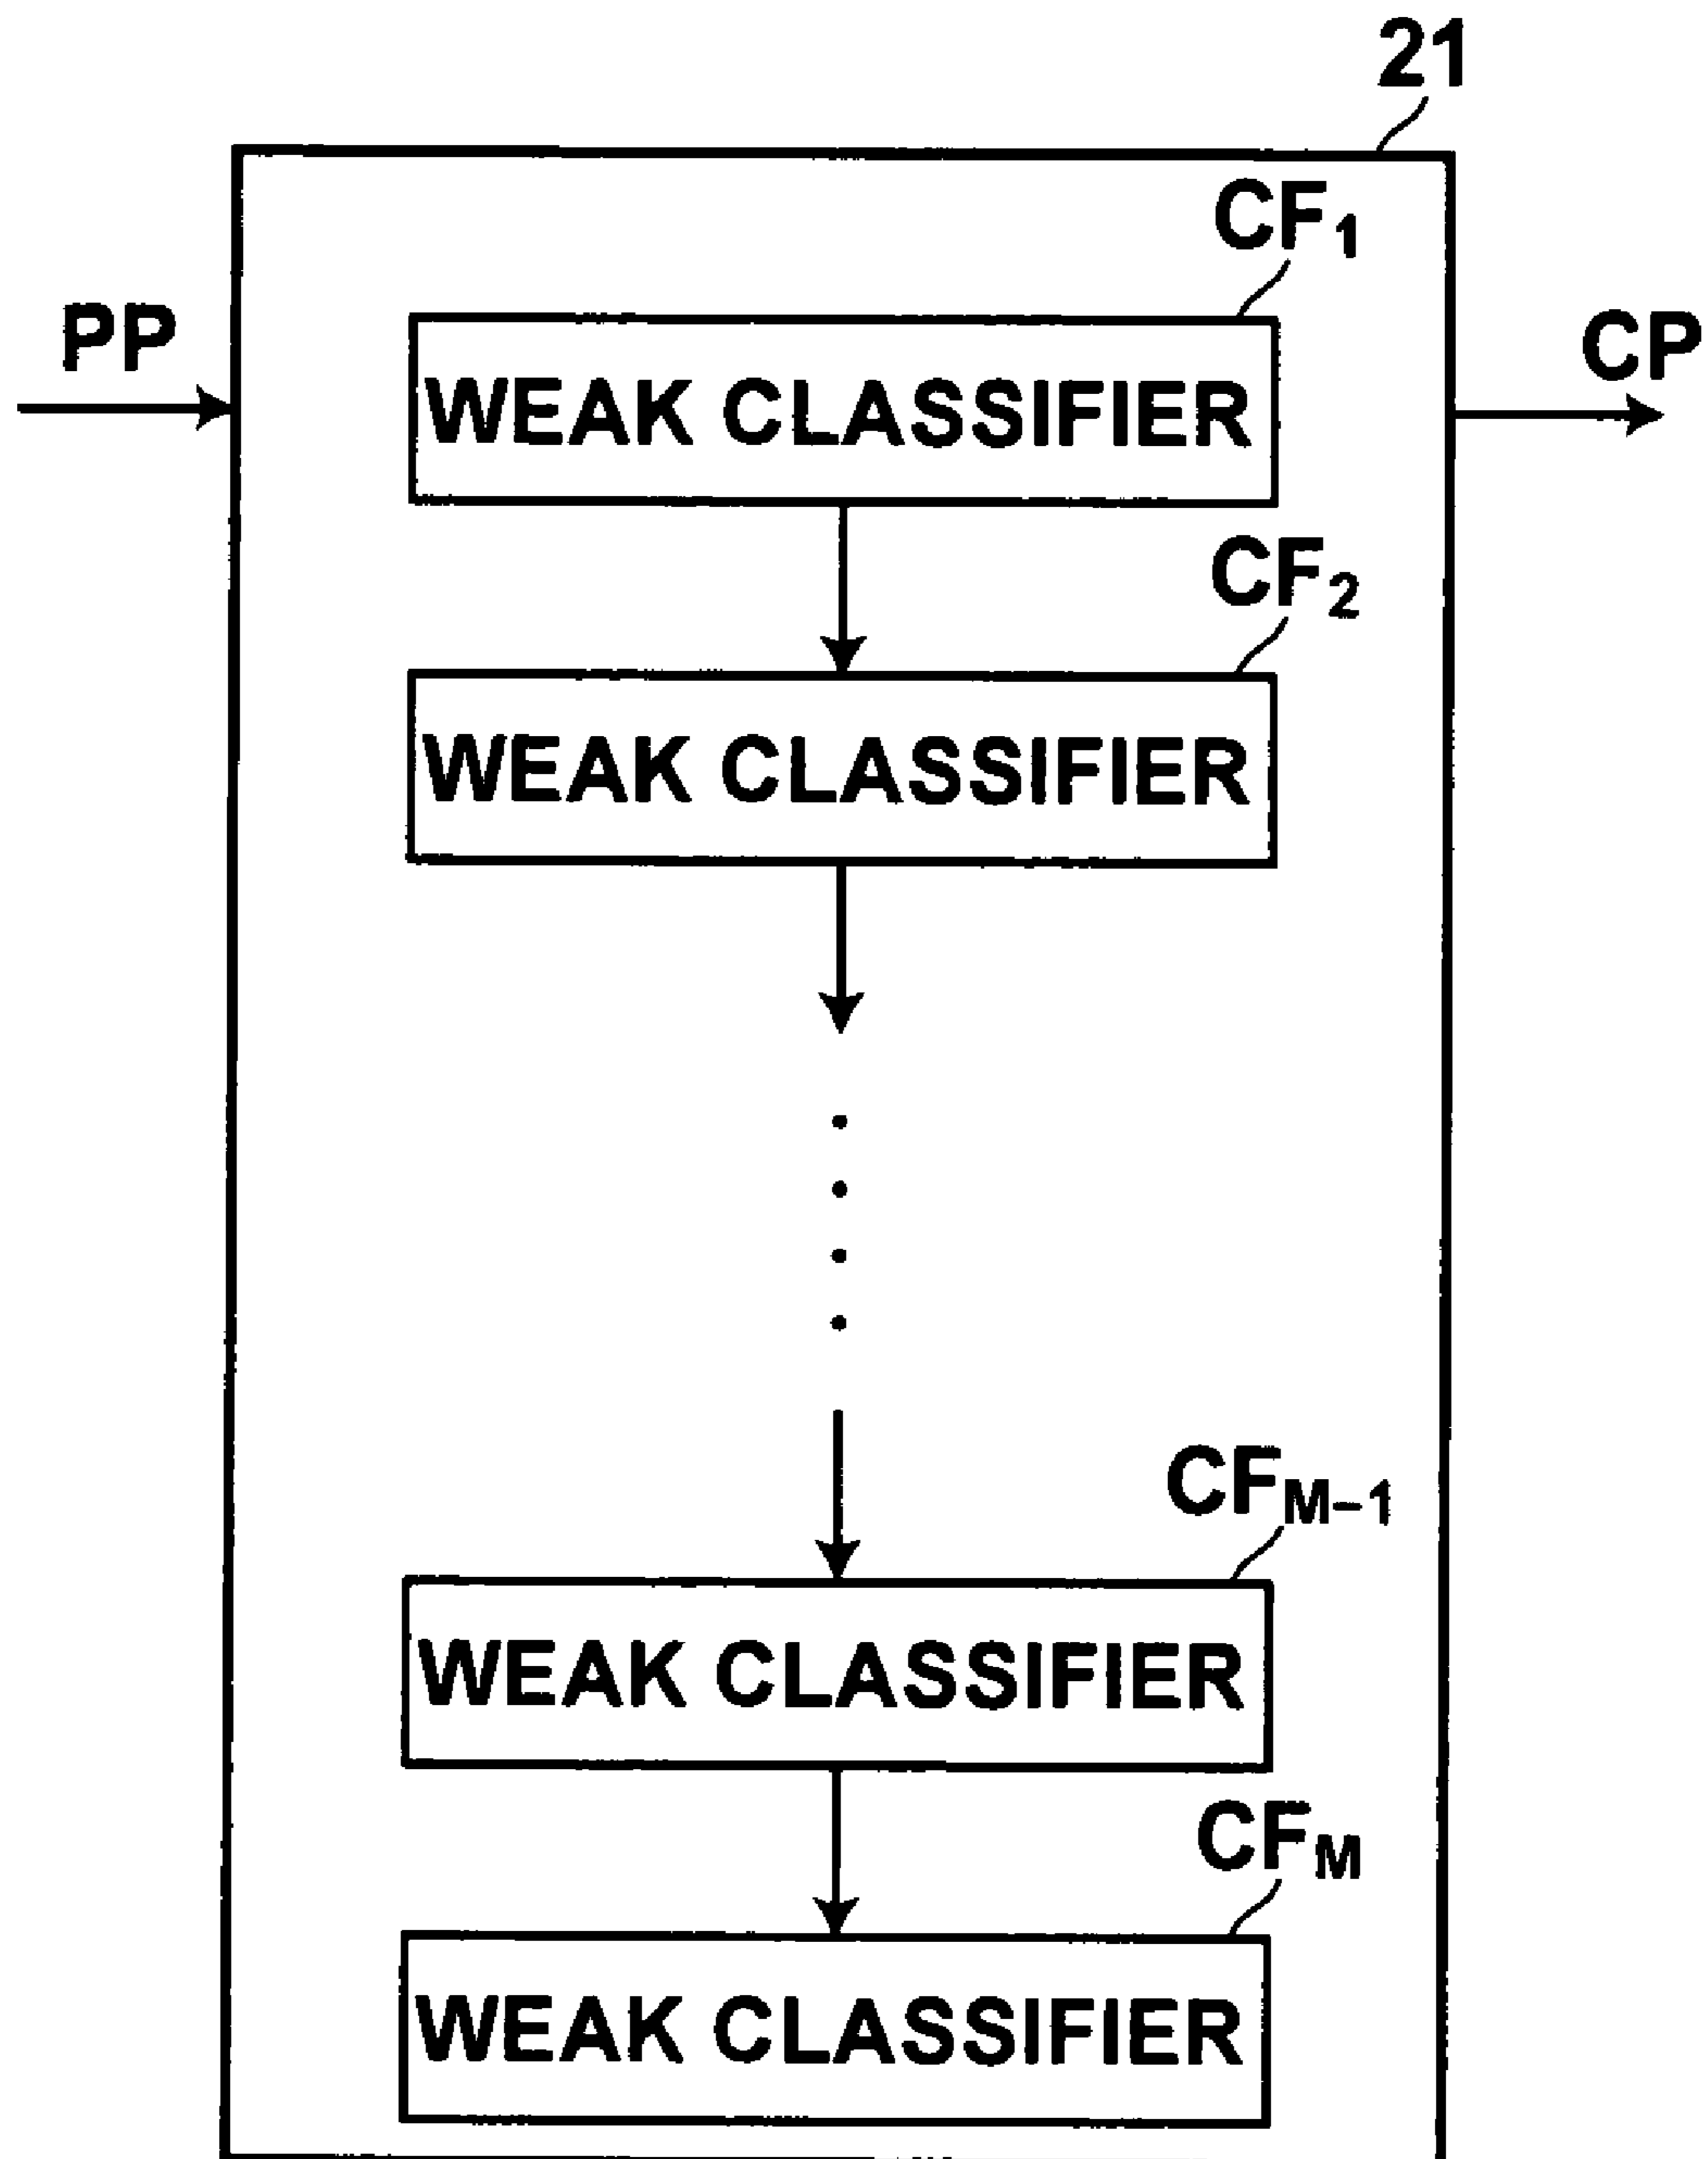 21
CF1
PP
CP
WEAK CLASSIFIER
CF2
WEAK CLASSIFIER
CFM-1
WEAK CLASSIFIER
CFM
WEAK CLASSIFIER